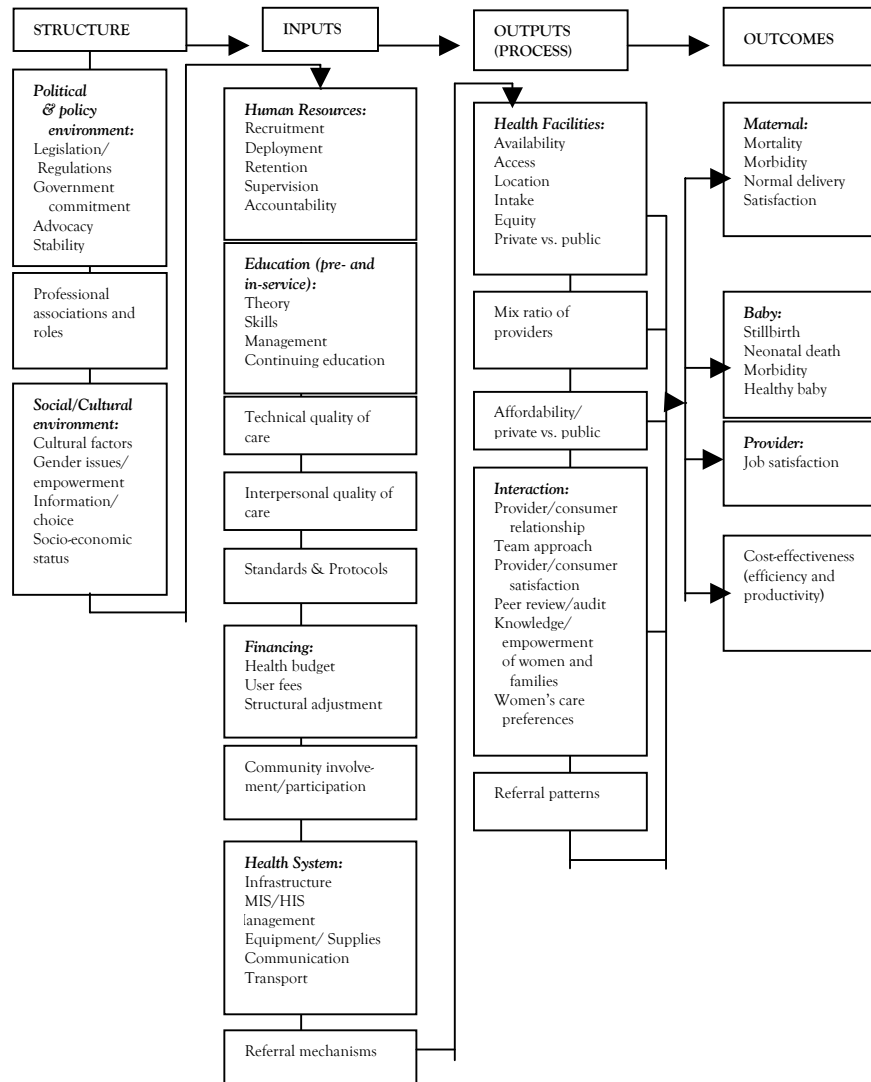 STRUCTURE
INPUTS
OUTPUTS
(PROCESS)
OUTCOMES
Political
& policy
environment:
Legislation/
Regulations
Government
commitment
Advocacy
Stability
Professional
associations and
roles
Social/Cultural
environment:
Cultural factors
Gender issues/
empowerment
Information/
choice
Socio-economic
status
Human Resources:
Recruitment
Deployment
Retention
Supervision
Accountability
Education (pre- and
in-service):
Theory
Skills
Management
Continuing education
Technical quality of
care
Interpersonal quality of
care
Standards & Protocols
Financing:
Health budget
User fees
Structural adjustment
Community involve-
ment/participation
Health System:
Infrastructure
MIS/HIS
lanagement
Equipment/ Supplies
Communication
Transport
Referral mechanisms
Health Facilities:
Availability
Access
Location
Intake
Equity
Private vs. public
Mix ratio of
providers
Affordability/
private vs. public
Interaction:
Provider/consumer
relationship
Team approach
Provider/consumer
satisfaction
Peer review/audit
Knowledge/
empowerment
of women and
families
Women's care
preferences
Referral patterns
Maternal:
Mortality
Morbidity
Normal delivery
Satisfaction
Baby:
Stillbirth
Neonatal death
Morbidity
Healthy baby
Provider:
Job satisfaction
Cost-effectiveness
(efficiency and
productivity)